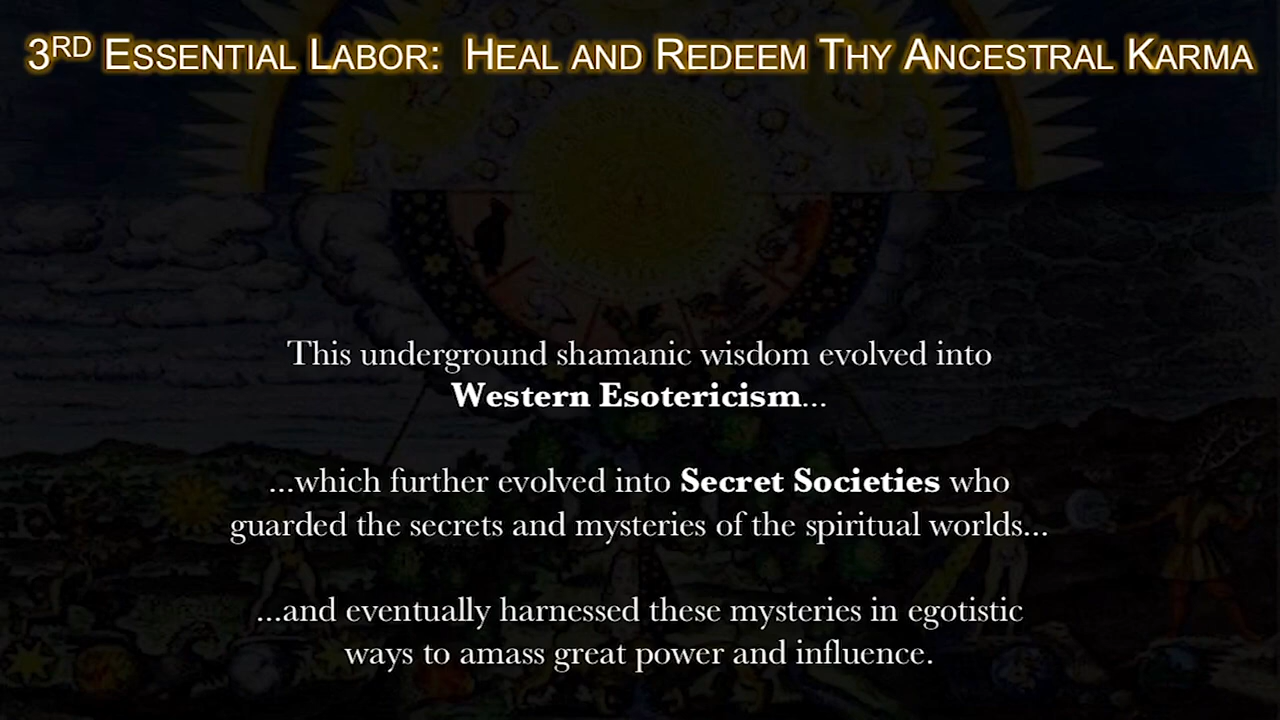 3RD ESSENTIAL LABOR: HEAL AND REDEEM THY ANCESTRAL KARMA
This underground shamanic wisdom evolved into
Western Esotericism...
...which further evolved into Secret Societies who
guarded the secrets and mysteries of the spiritual worlds...
...and eventually harnessed these mysteries in egotistic
ways to amass great power and influence.